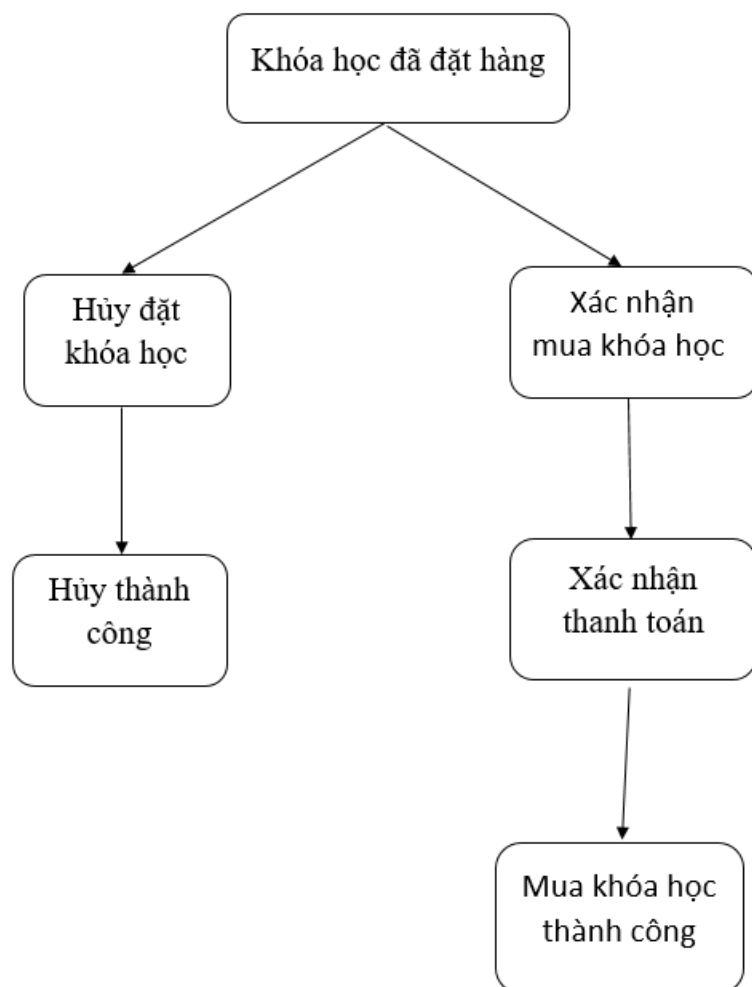 Khóa học đã đặt hàng
Hủy đặt
khóa học
Xác nhận
mua khóa học
Hủy thành
công
Xác nhận
thanh toán
Mua khóa học
thành công